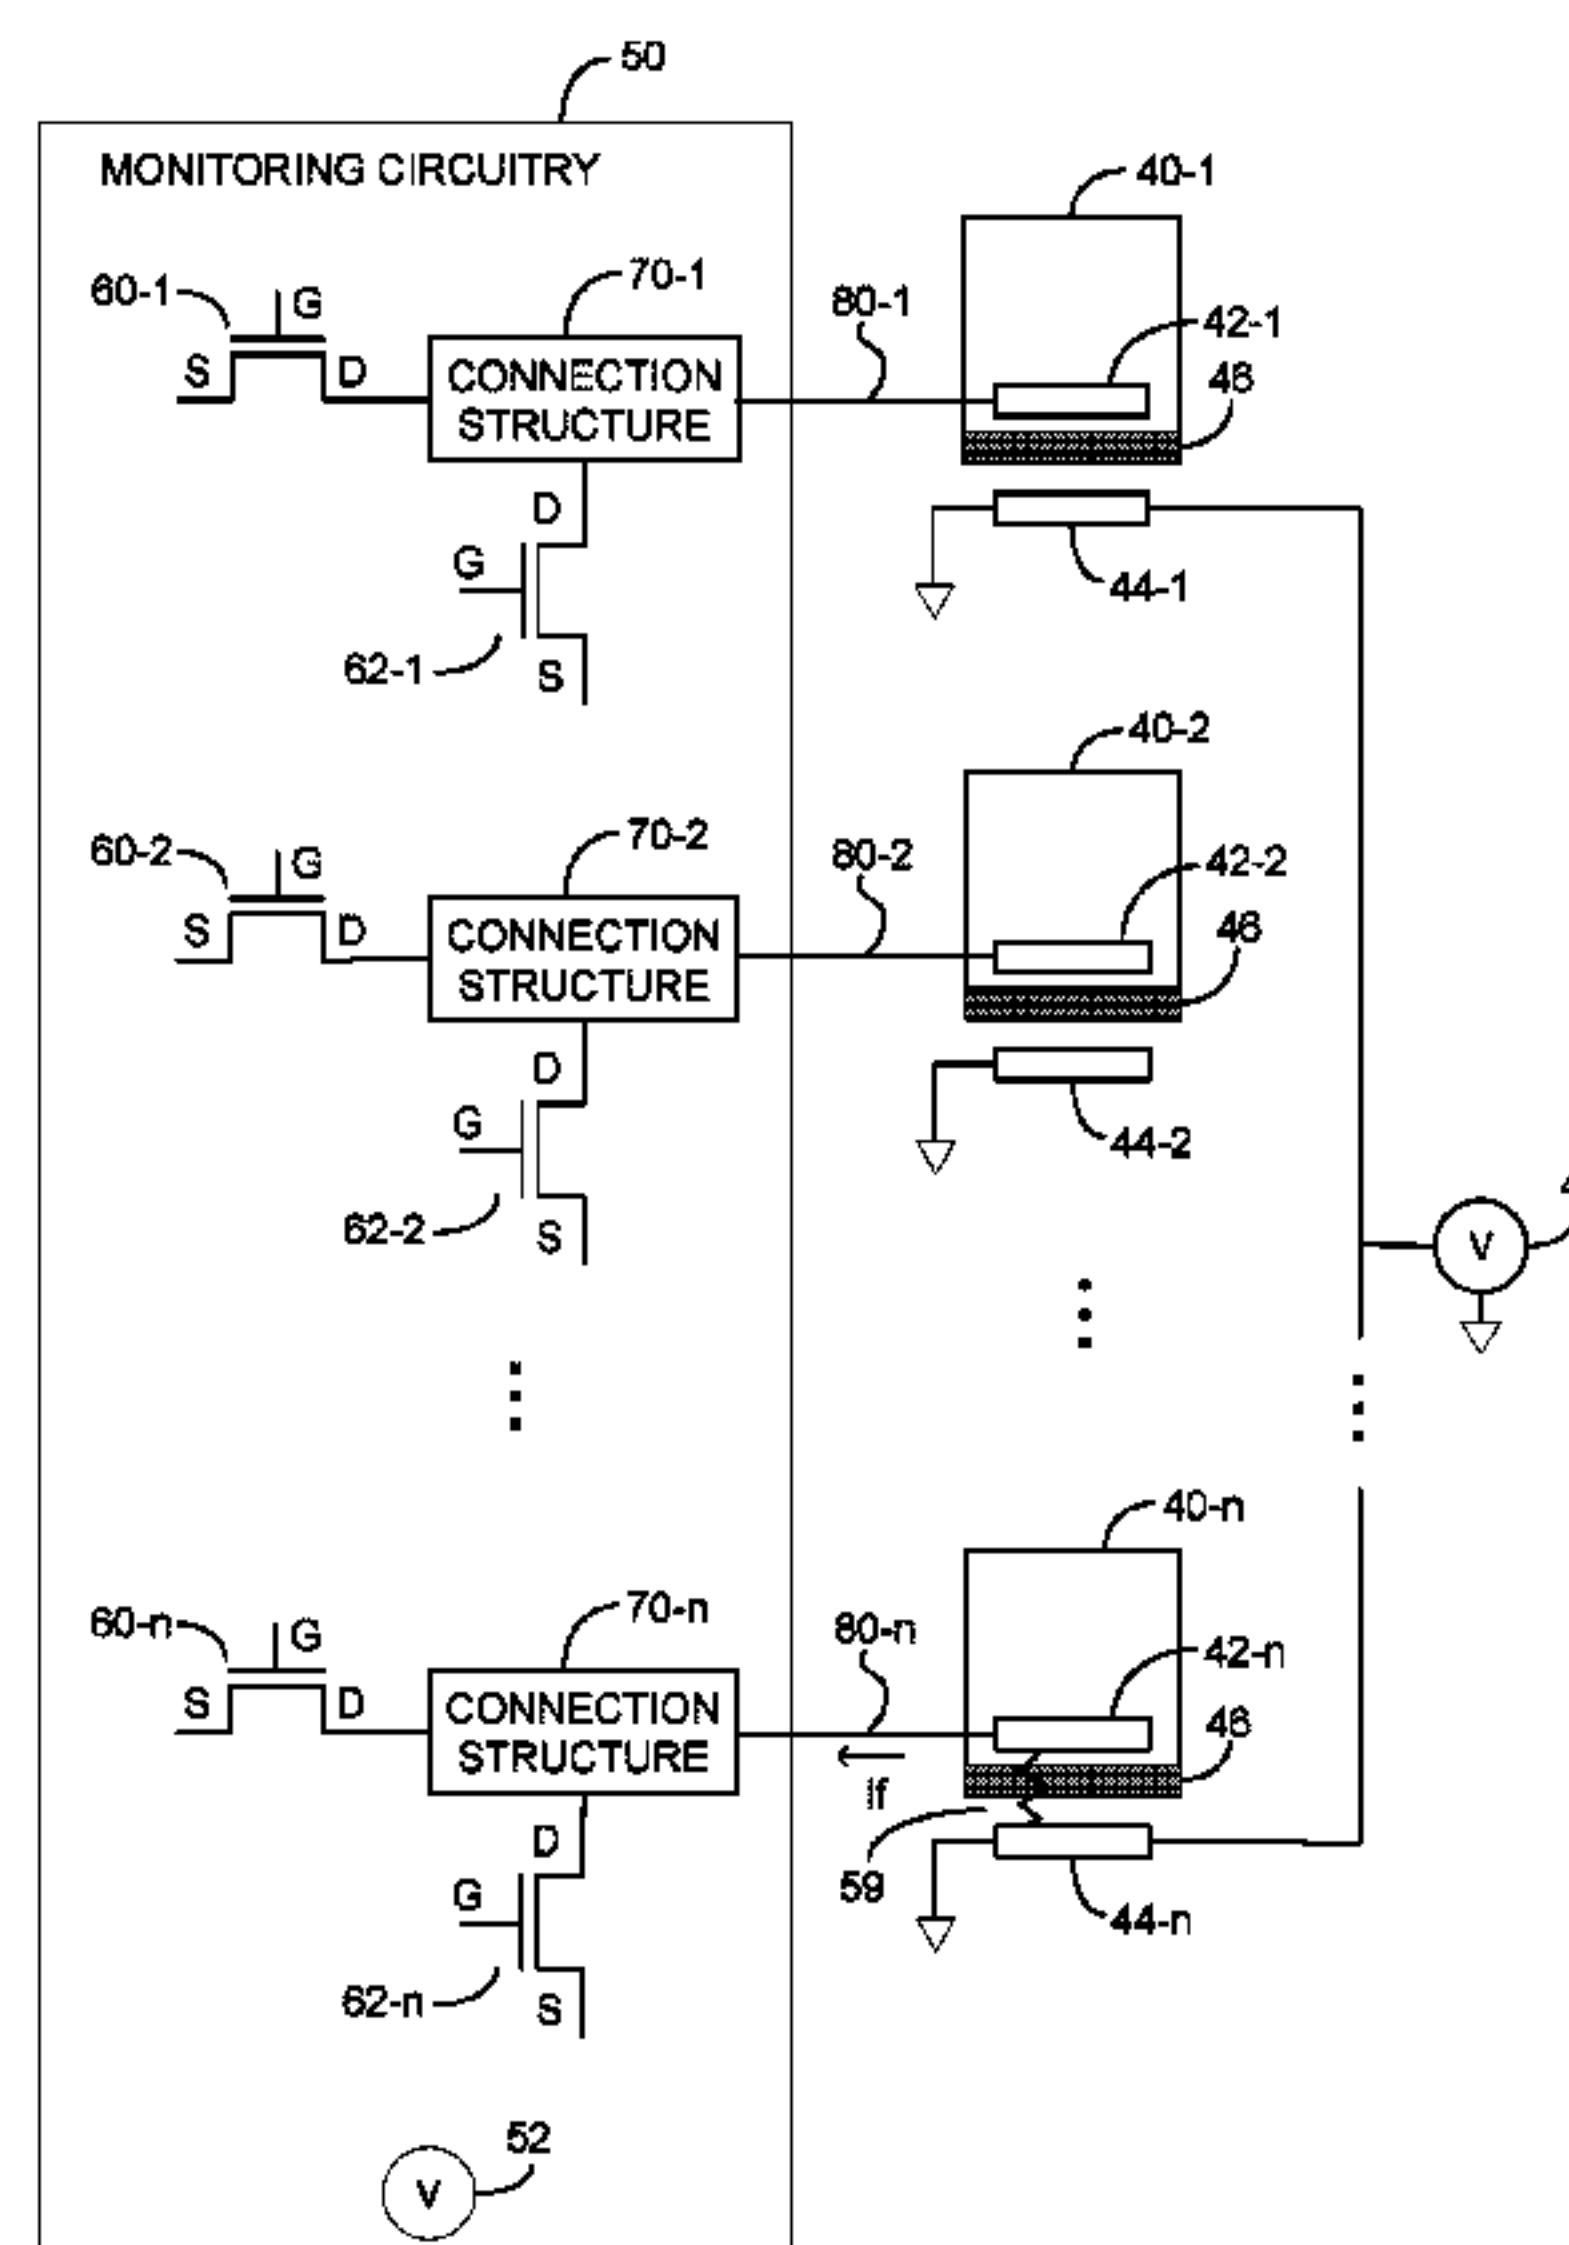 50
MONITORING CIRCUITRY
40-1
60-1
G
70-1
80-1
42-1
S
D
CONNECTION
STRUCTURE
46
D
G
44-1
62-1
S
40-2
60-2
G
70-2
80-2
42-2
S
D
CONNECTION
STRUCTURE
46
D
G
44-2
62-2
S
V
40-n
60-n
G
70-n
80-n
42-n
S
D
CONNECTION
STRUCTURE
46
If
D
59
G
44-n
62-n
S
52
V